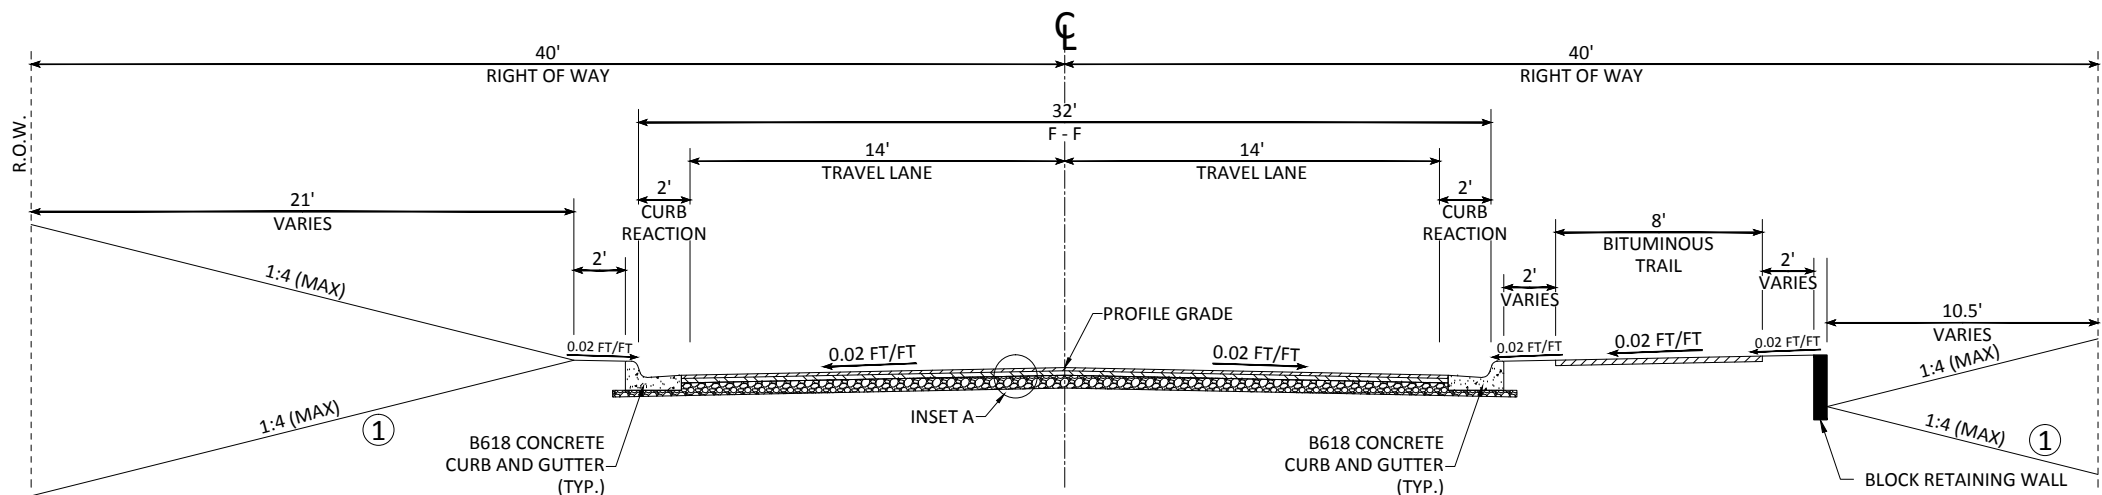 ℄
40'
RIGHT OF WAY
40'
RIGHT OF WAY
R.O.W.
32'
F - F
14'
TRAVEL LANE
14'
TRAVEL LANE
21'
VARIES
2'
CURB
REACTION
2'
CURB
REACTION
8'
BITUMINOUS
TRAIL
2'
2'
VARIES
2'
VARIES
10.5'
VARIES
1:4 (MAX)
PROFILE GRADE
0.02 FT/FT
0.02 FT/FT
0.02 FT/FT
0.02 FT/FT
0.02 FT/FT
0.02 FT/FT
1:4 (MAX)
1:4 (MAX)
1
INSET A
1:4 (MAX)
1
B618 CONCRETE
CURB AND GUTTER
(TYP.)
B618 CONCRETE
CURB AND GUTTER
(TYP.)
BLOCK RETAINING WALL